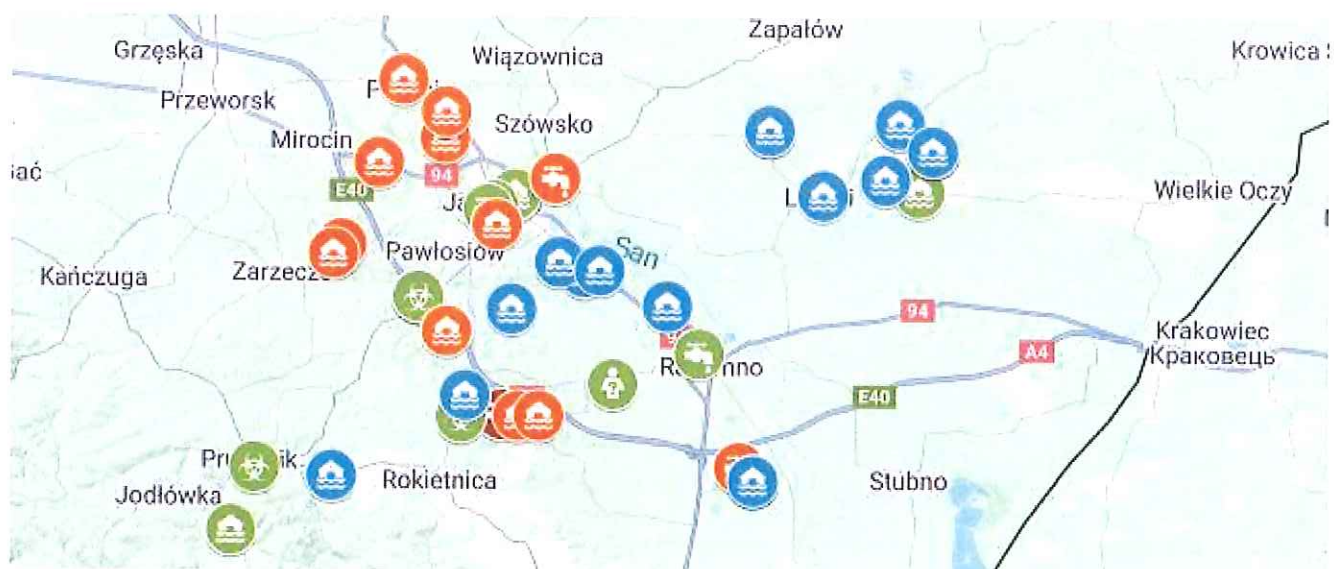 Zapałów
Grzęska
Wiązownica
Krowica
Przeworsk
Szówsko
Mirocin
94
E40
Wielkie Oczy
San
Pawłosiów
Kańczuga
94
Krakowiec
Краковець
A4
E40
Rokietnica
Stubno
Jodłówka